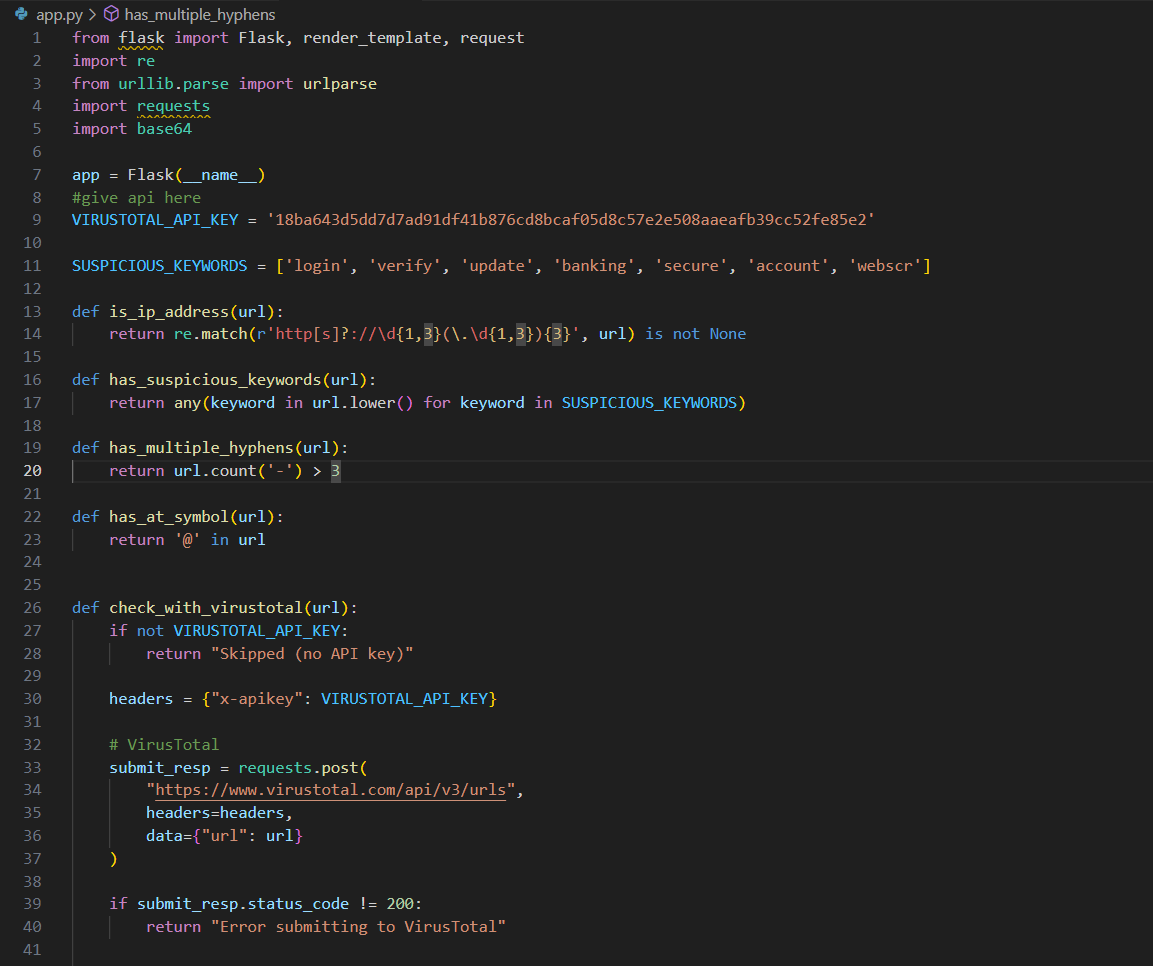 app.py > has_multiple_hyphens
1 from flask import Flask, render_template, request
2 import re
3 from urllib.parse import urlparse
4 import requests
5 import base64
6
7 app = Flask(__name__)
8 #give api here
9 VIRUSTOTAL_API_KEY = '18ba643d5dd7d7ad91df41b876cd8bcaf05d8c57e2e508aaeafb39cc52fe85e2'
10
11 SUSPICIOUS_KEYWORDS = ['login', 'verify', 'update', 'banking', 'secure', 'account', 'webscr']
12
13 def is_ip_address(url):
14     return re.match(r'http[s]?://\d{1,3}(\.\d{1,3}){3}', url) is not None
15
16 def has_suspicious_keywords(url):
17     return any(keyword in url.lower() for keyword in SUSPICIOUS_KEYWORDS)
18
19 def has_multiple_hyphens(url):
20     return url.count('-') > 3
21
22 def has_at_symbol(url):
23     return '@' in url
24
25
26 def check_with_virustotal(url):
27     if not VIRUSTOTAL_API_KEY:
28         return "Skipped (no API key)"
29
30     headers = {"x-apikey": VIRUSTOTAL_API_KEY}
31
32     # VirusTotal
33     submit_resp = requests.post(
34         "https://www.virustotal.com/api/v3/urls",
35         headers=headers,
36         data={"url": url}
37     )
38
39     if submit_resp.status_code != 200:
40         return "Error submitting to VirusTotal"
41